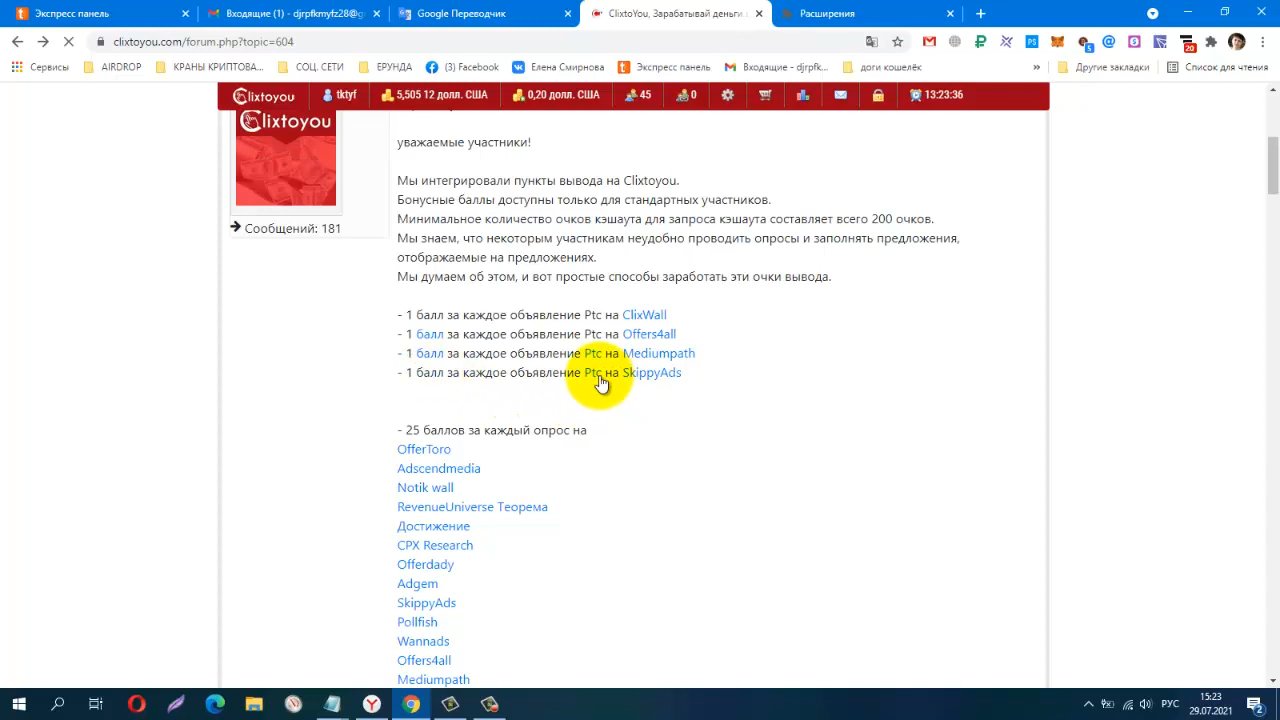 Экспресс панель
Входящие (1) - djrpfkmyfz28@g
Google Переводчик
ClixtoYou, Зарабатывай деньги
Расширения
clixtoyou.com/forum.php?topic=604
Сервисы
AIRDROP
КРАНЫ КРИПТОВА...
СОЦ. СЕТИ
ЕРУНДА
(3) Facebook
Елена Смирнова
Экспресс панель
Входящие - djrpfk...
доги кошелёк
»
Другие закладки
Список для чтения
Clixtoyou
tktyf
5,505 12 долл. США
0,20 долл. США
45
0
13:23:36
Clixtoyou
Сообщений: 181
уважаемые участники!
Мы интегрировали пункты вывода на Clixtoyou.
Бонусные баллы доступны только для стандартных участников.
Минимальное количество очков кэшаута для запроса кэшаута составляет всего 200 очков.
Мы знаем, что некоторым участникам неудобно проводить опросы и заполнять предложения,
отображаемые на предложениях.
Мы думаем об этом, и вот простые способы заработать эти очки вывода.
- 1 балл за каждое объявление Ptc на ClixWall
- 1 балл за каждое объявление Ptc на Offers4all
- 1 балл за каждое объявление Ptc на Mediumpath
- 1 балл за каждое объявление Ptc на SkippyAds
- 25 баллов за каждый опрос на
OfferToro
Adscendmedia
Notik wall
RevenueUniverse Теорема
Достижение
CPX Research
Offerdady
Adgem
SkippyAds
Pollfish
Wannads
Offers4all
Mediumpath
РУС
15:23
29.07.2021
2